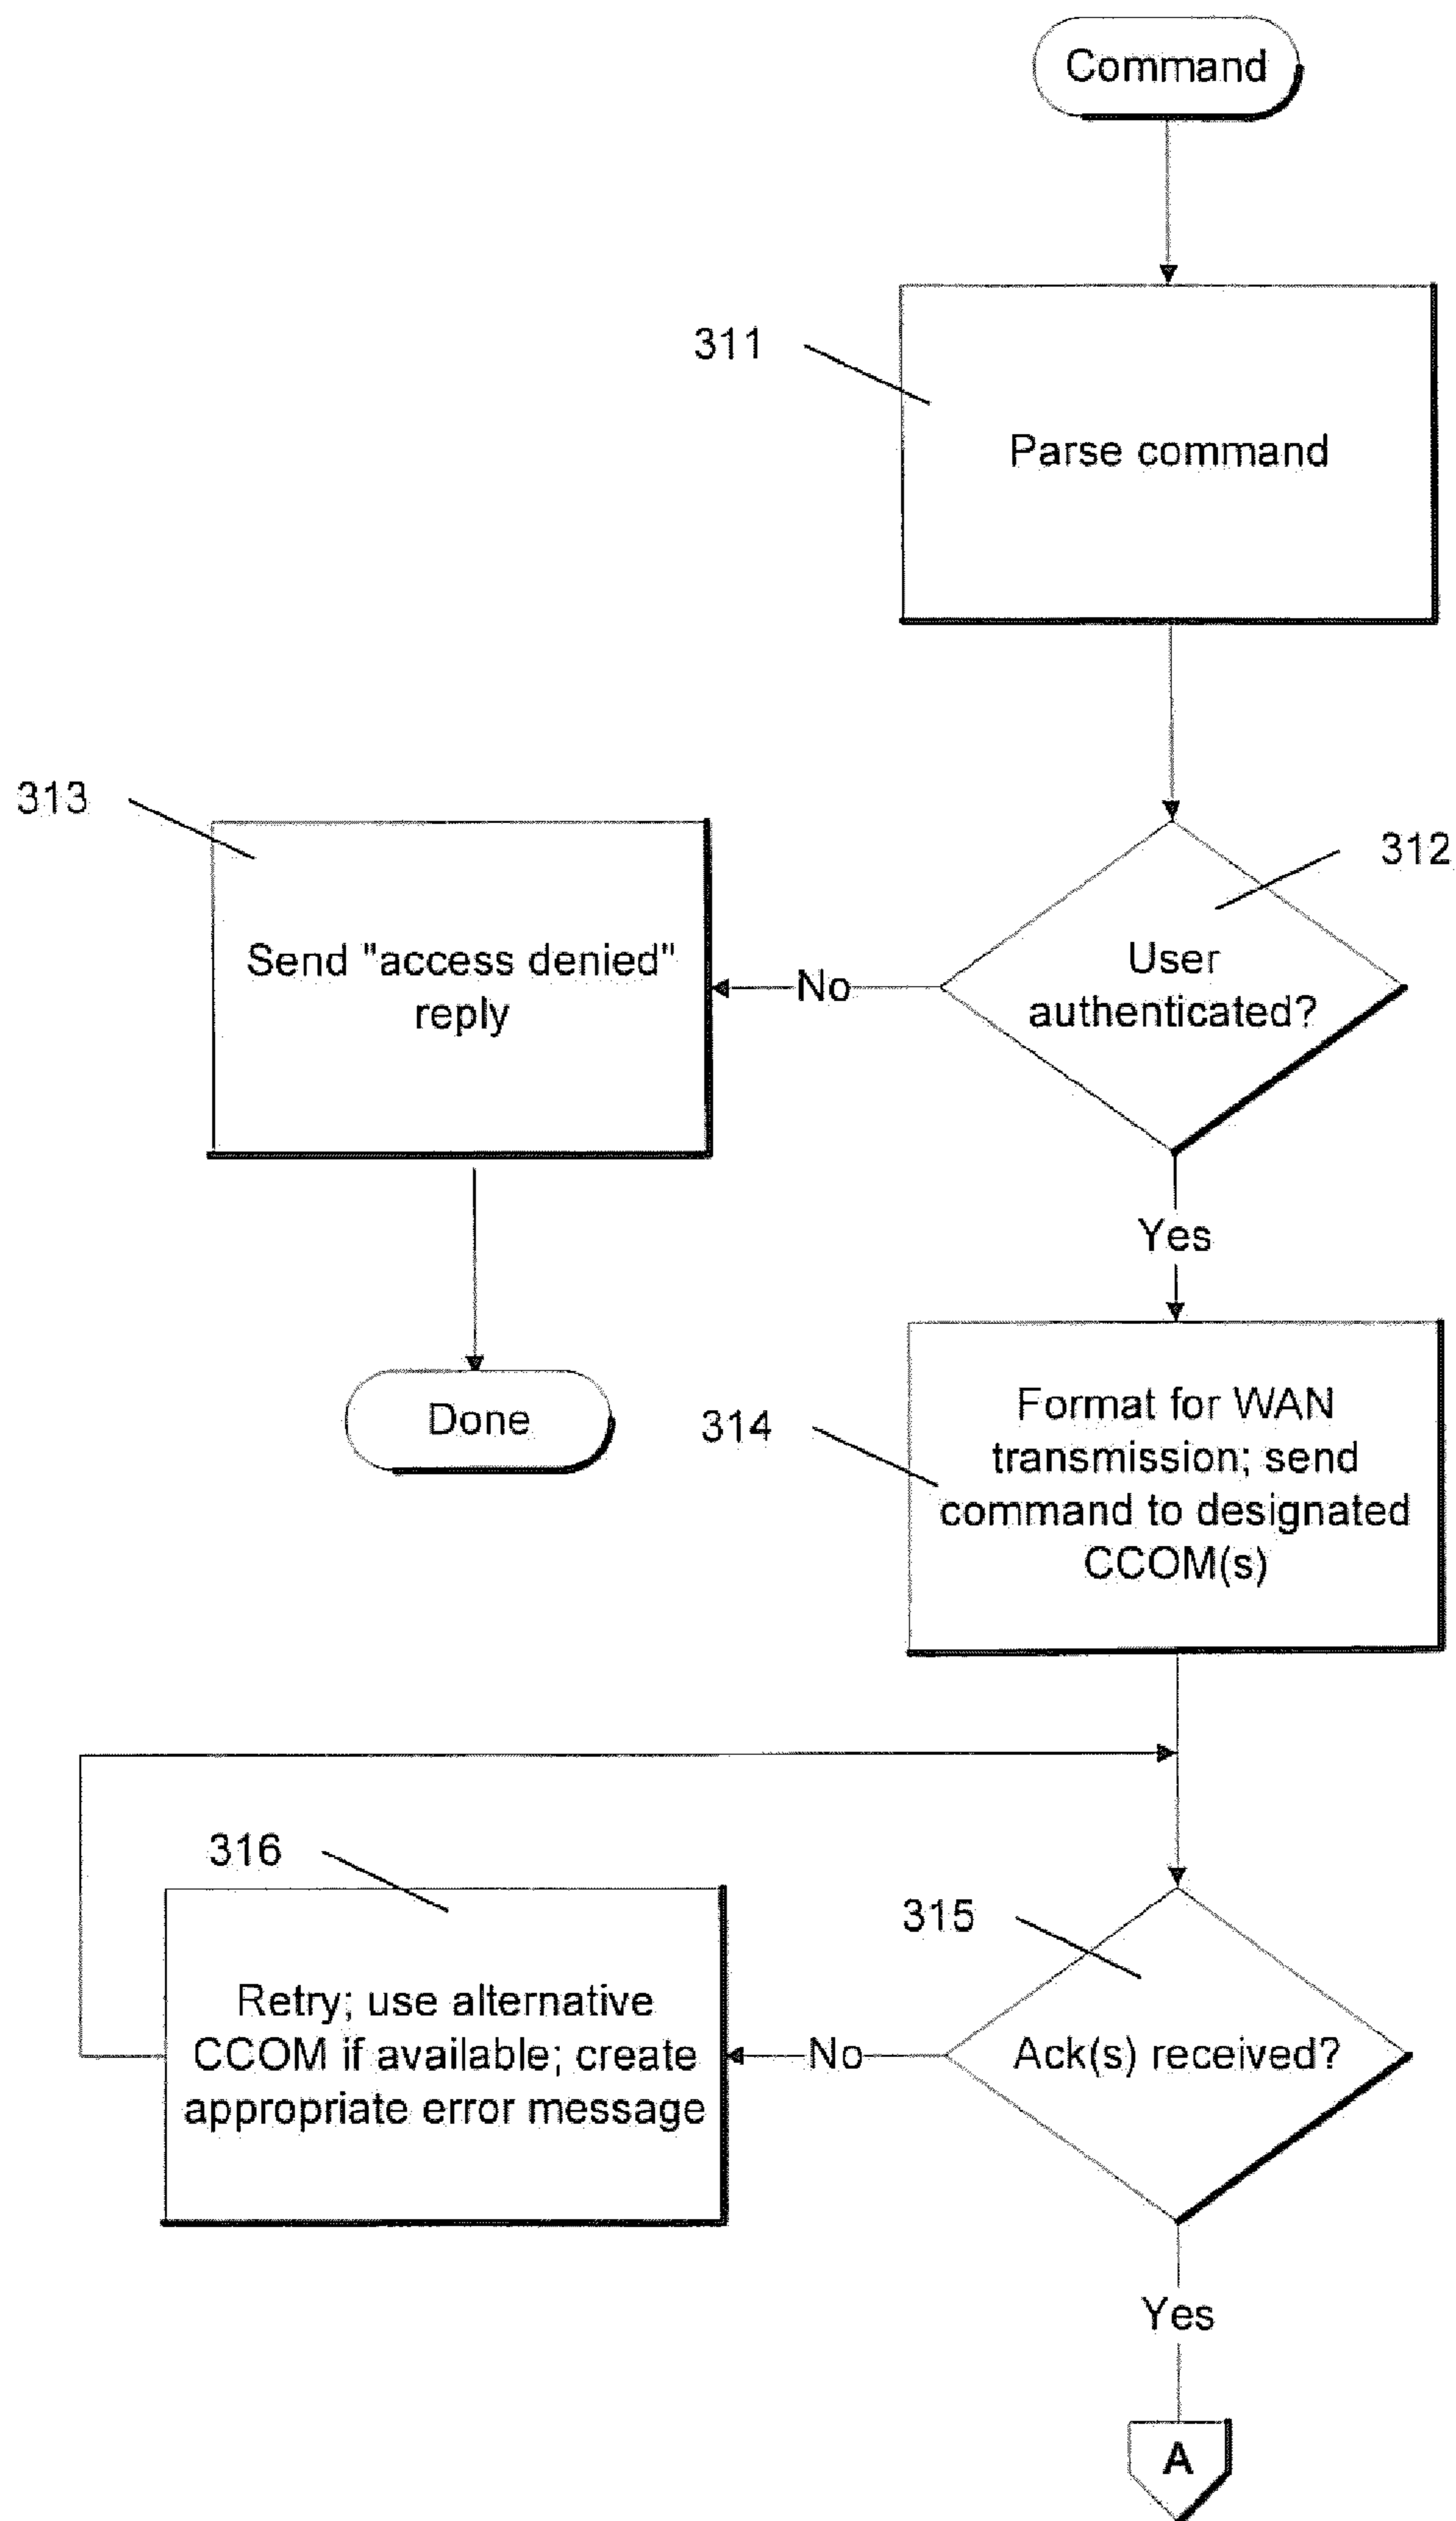 Command
311
Parse command
313
312
Send "access denied"
reply
No
User
authenticated?
Yes
Done
314
Format for WAN
transmission; send
command to designated
CCOM(s)
316
315
Retry; use alternative
CCOM if available; create
appropriate error message
No
Ack(s) received?
Yes
A